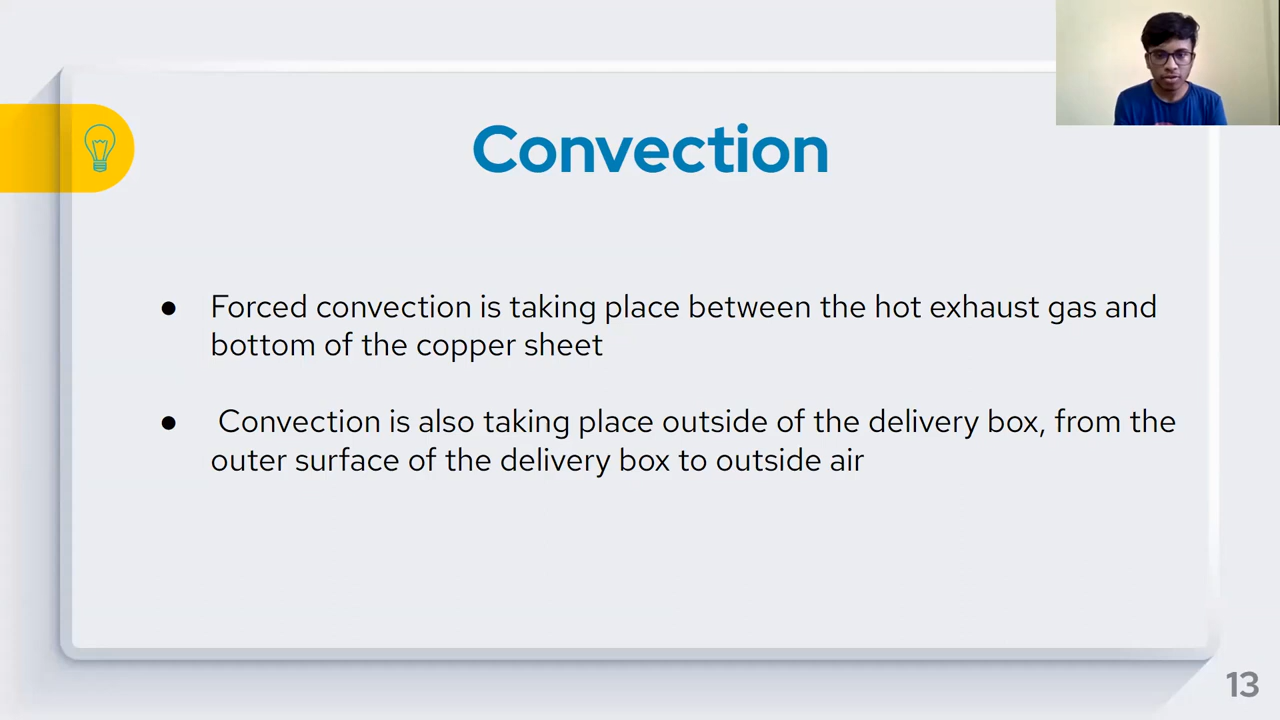 Convection
● Forced convection is taking place between the hot exhaust gas and
bottom of the copper sheet
● Convection is also taking place outside of the delivery box, from the
outer surface of the delivery box to outside air
13